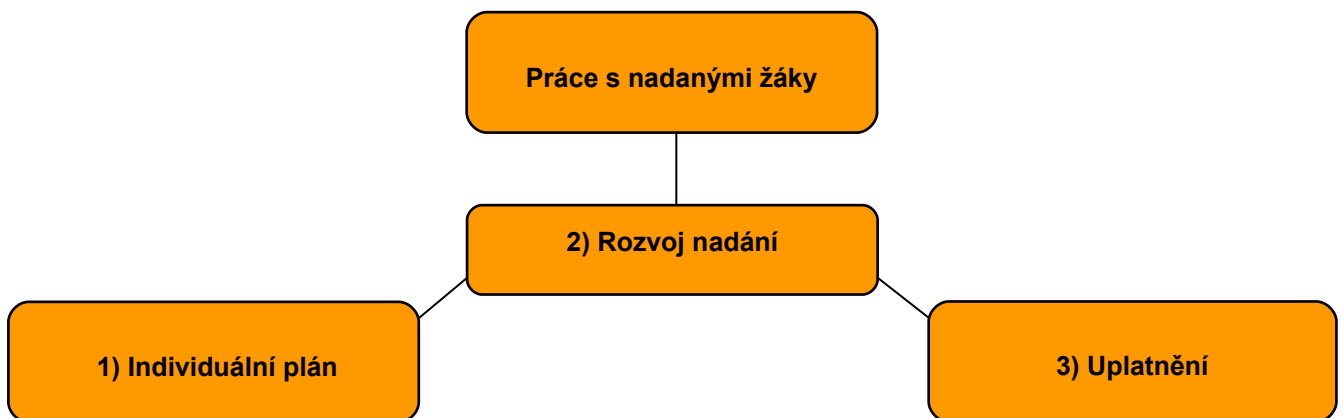 Práce s nadanými žáky
2) Rozvoj nadání
1) Individuální plán
3) Uplatnění